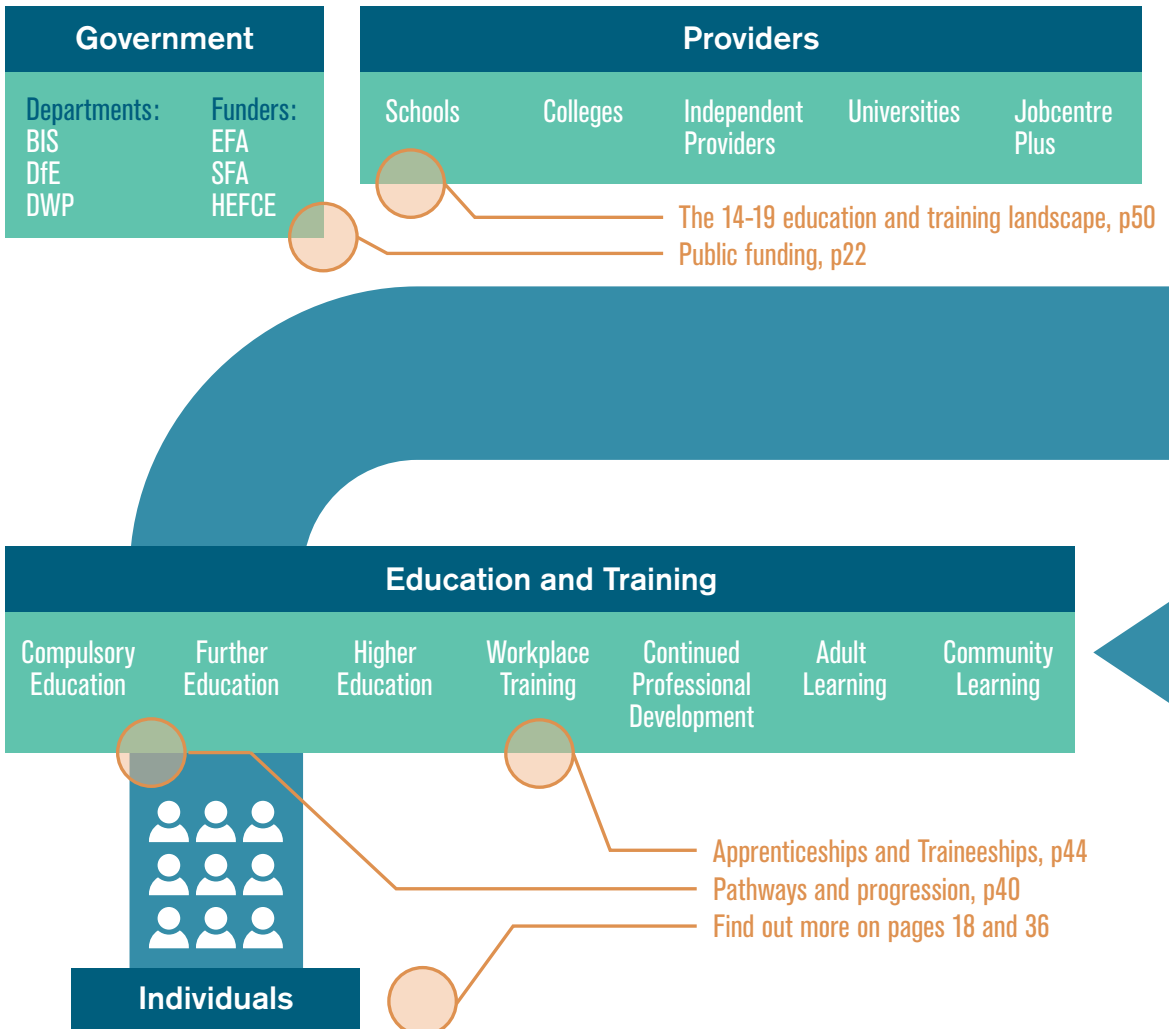 Government
Departments:
BIS
DfE
DWP
Funders:
EFA
SFA
HEFCE
Providers
Schools
Colleges
Independent
Providers
Universities
Jobcentre
Plus
The 14-19 education and training landscape, p50
Public funding, p22
Education and Training
Compulsory
Education
Further
Education
Higher
Education
Workplace
Training
Continued
Professional
Development
Adult
Learning
Community
Learning
Apprenticeships and Traineeships, p44
Pathways and progression, p40
Find out more on pages 18 and 36
Individuals